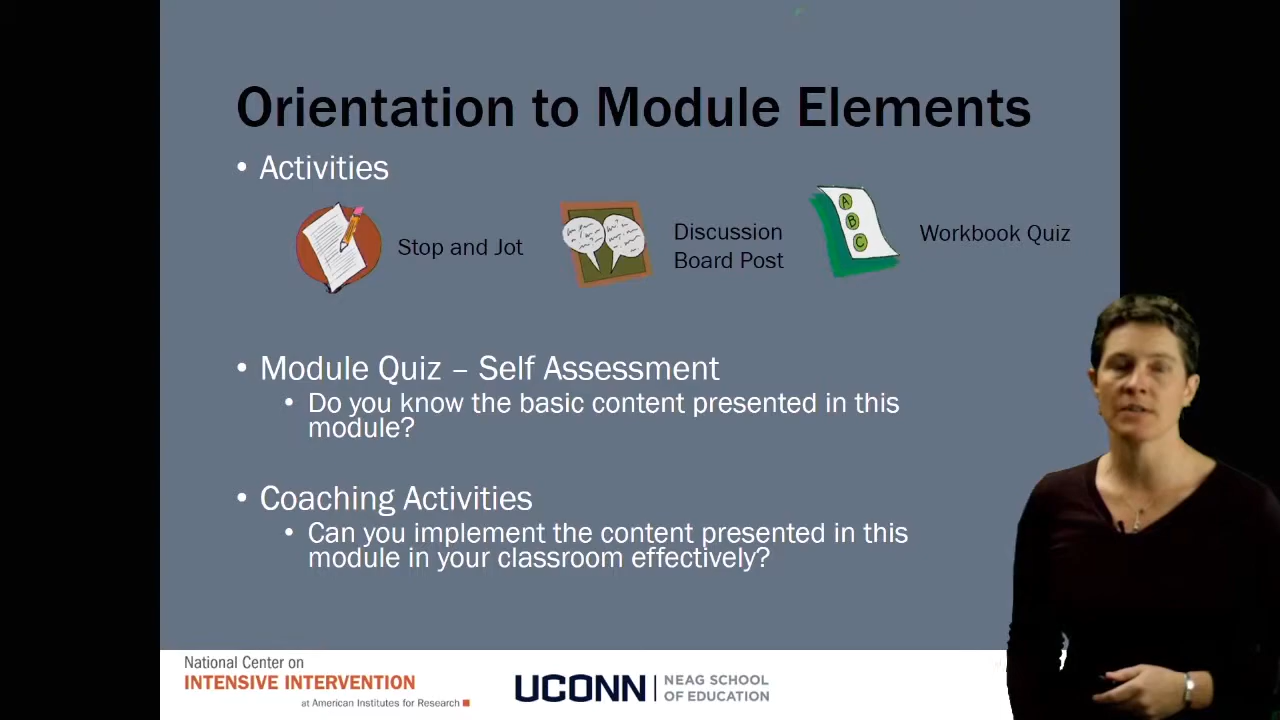 Orientation to Module Elements
• Activities
Stop and Jot
Discussion
Board Post
A
B
C
Workbook Quiz
• Module Quiz – Self Assessment
• Do you know the basic content presented in this
module?
• Coaching Activities
• Can you implement the content presented in this
module in your classroom effectively?
National Center on
INTENSIVE INTERVENTION
at American Institutes for Research
UCONN
NEAG SCHOOL
OF EDUCATION